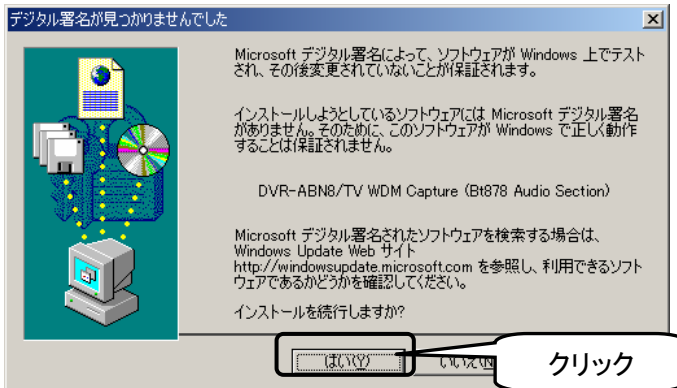 デジタル署名が見つかりませんでした
Microsoft デジタル署名によって、ソフトウェアが Windows 上でテスト
され、その後変更されていないことが保証されます。
インストールしようとしているソフトウェアには Microsoft デジタル署名
がありません。そのために、このソフトウェアが Windows で正しく動作
することは保証されません。
DVR-ABN8/TV WDM Capture (Bt878 Audio Section)
Microsoft デジタル署名されたソフトウェアを検索する場合は、
Windows Update Web サイト
http://windowsupdate.microsoft.com を参照し、利用できるソフト
ウェアであるかどうかを確認してください。
インストールを続行しますか?
はい(Y)
いいえ(N
クリック